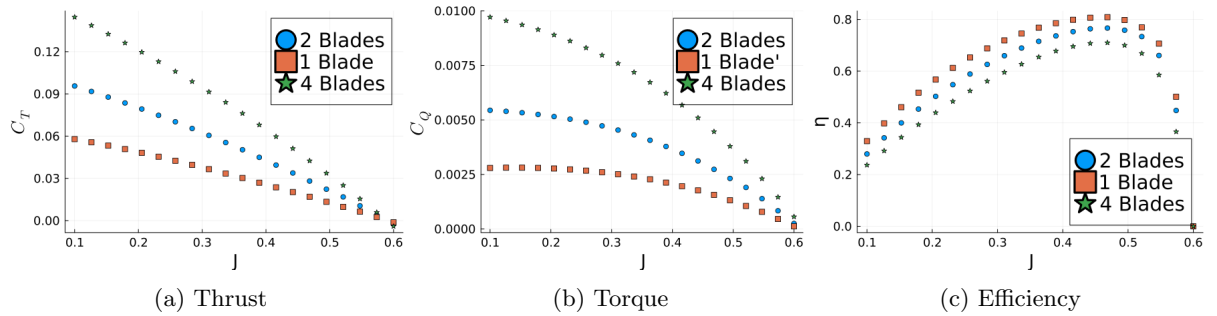 C_T
0.12
0.09
0.06
0.03
0.00
2 Blades
1 Blade
4 Blades
0.1 0.2 0.3 0.4 0.5 0.6
J
(a) Thrust
C_Q
0.0100
0.0075
0.0050
0.0025
0.0000
2 Blades
1 Blade'
4 Blades
0.1 0.2 0.3 0.4 0.5 0.6
J
(b) Torque
η
0.8
0.6
0.4
0.2
0.0
2 Blades
1 Blade
4 Blades
0.1 0.2 0.3 0.4 0.5 0.6
J
(c) Efficiency